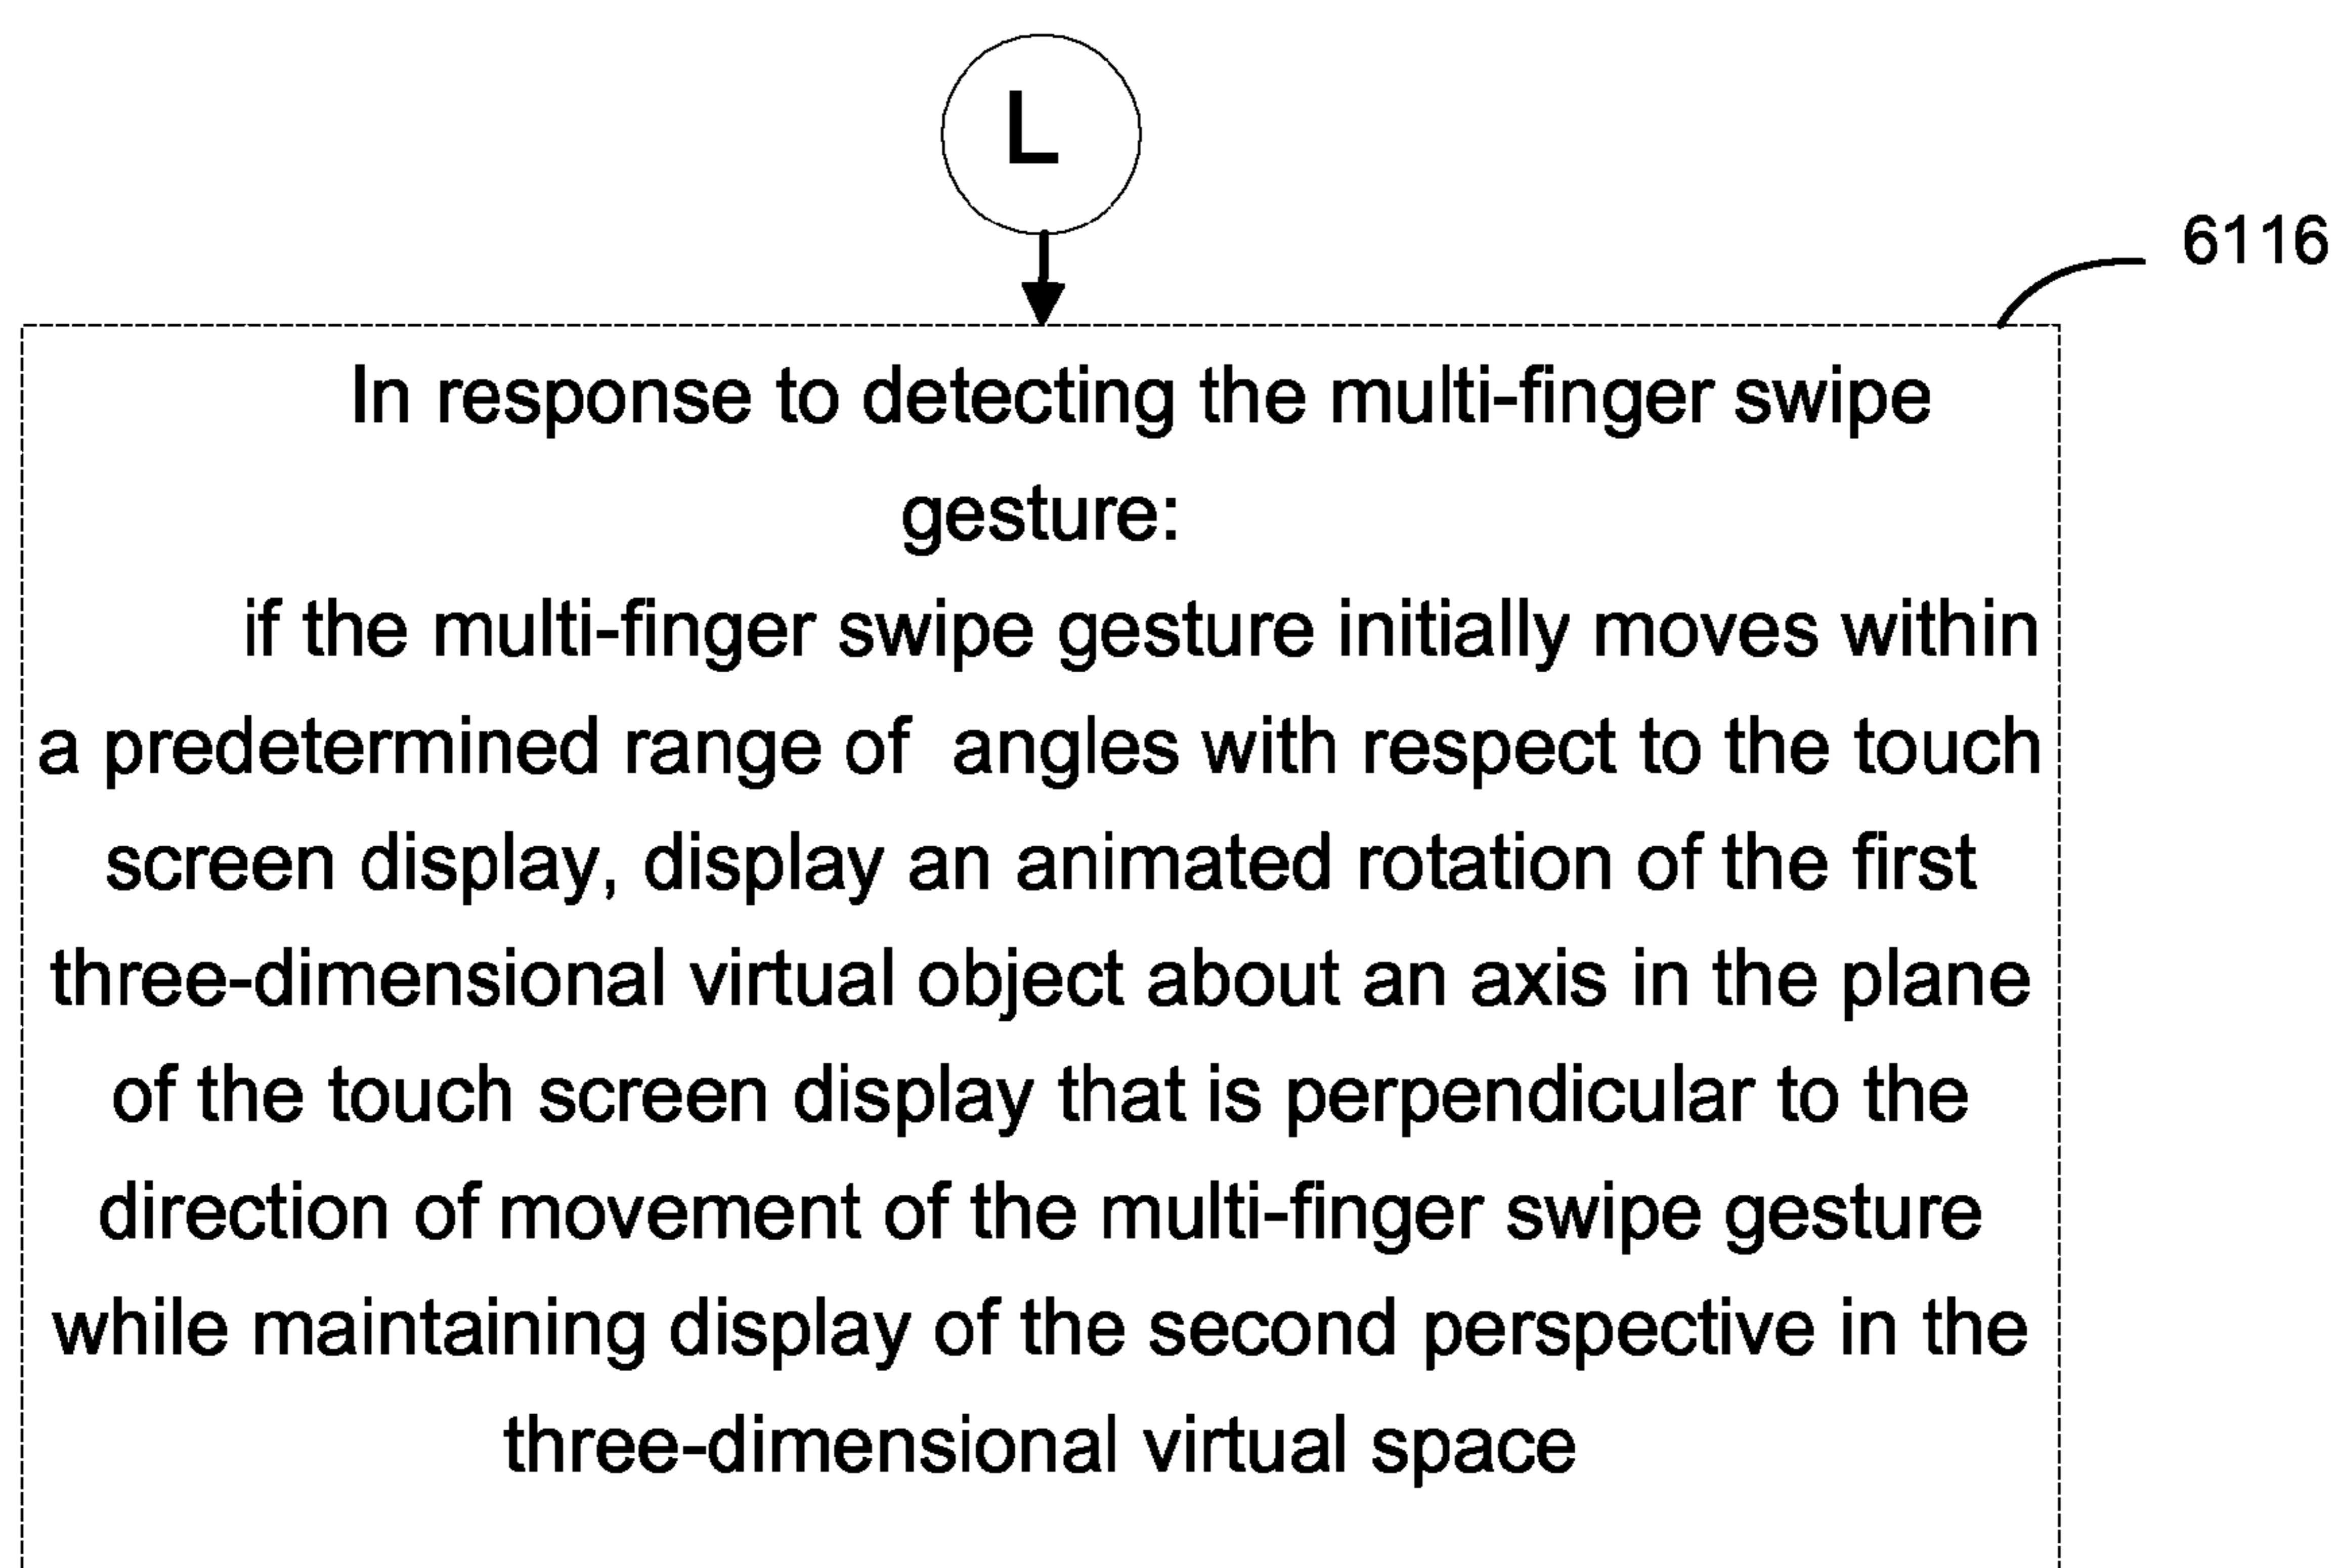 L
6116
In response to detecting the multi-finger swipe
gesture:
if the multi-finger swipe gesture initially moves within
a predetermined range of angles with respect to the touch
screen display, display an animated rotation of the first
three-dimensional virtual object about an axis in the plane
of the touch screen display that is perpendicular to the
direction of movement of the multi-finger swipe gesture
while maintaining display of the second perspective in the
three-dimensional virtual space